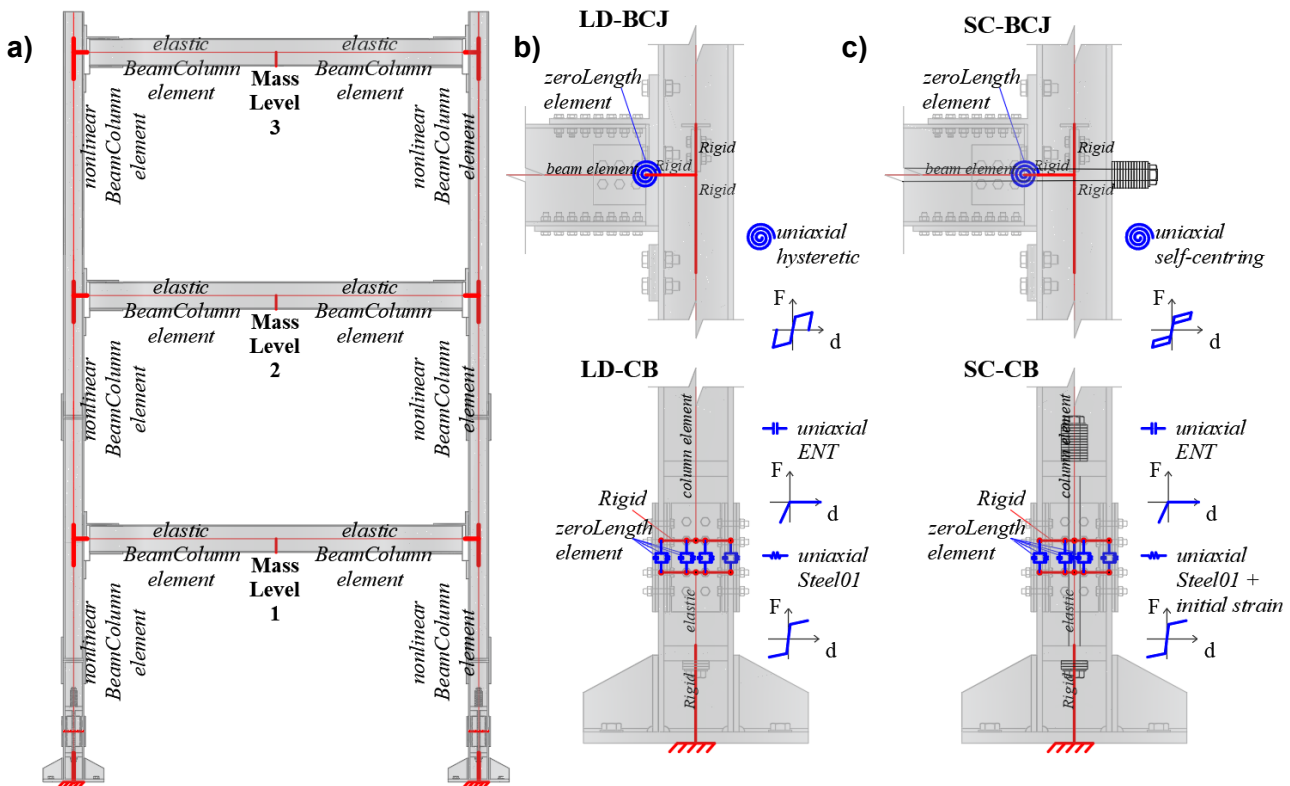 a)
elastic
elastic
BeamColumn
element
BeamColumn
element
Mass
Level
3
nonlinear
BeamColumn
element
nonlinear
BeamColumn
element
elastic
elastic
BeamColumn
element
BeamColumn
element
Mass
Level
2
nonlinear
BeamColumn
element
nonlinear
BeamColumn
element
elastic
elastic
BeamColumn
element
BeamColumn
element
Mass
Level
1
nonlinear
BeamColumn
element
nonlinear
BeamColumn
element
b)
LD-BCJ
zeroLength
element
beam element
Rigid
Rigid
Rigid
uniaxial
hysteretic
F
d
LD-CB
column element
Rigid
zeroLength
element
elastic
Rigid
uniaxial
ENT
F
d
uniaxial
Steel01
F
d
c)
SC-BCJ
zeroLength
element
beam element
Rigid
Rigid
Rigid
uniaxial
self-centring
F
d
SC-CB
column element
Rigid
zeroLength
element
elastic
Rigid
uniaxial
ENT
F
d
uniaxial
Steel01 +
initial strain
F
d